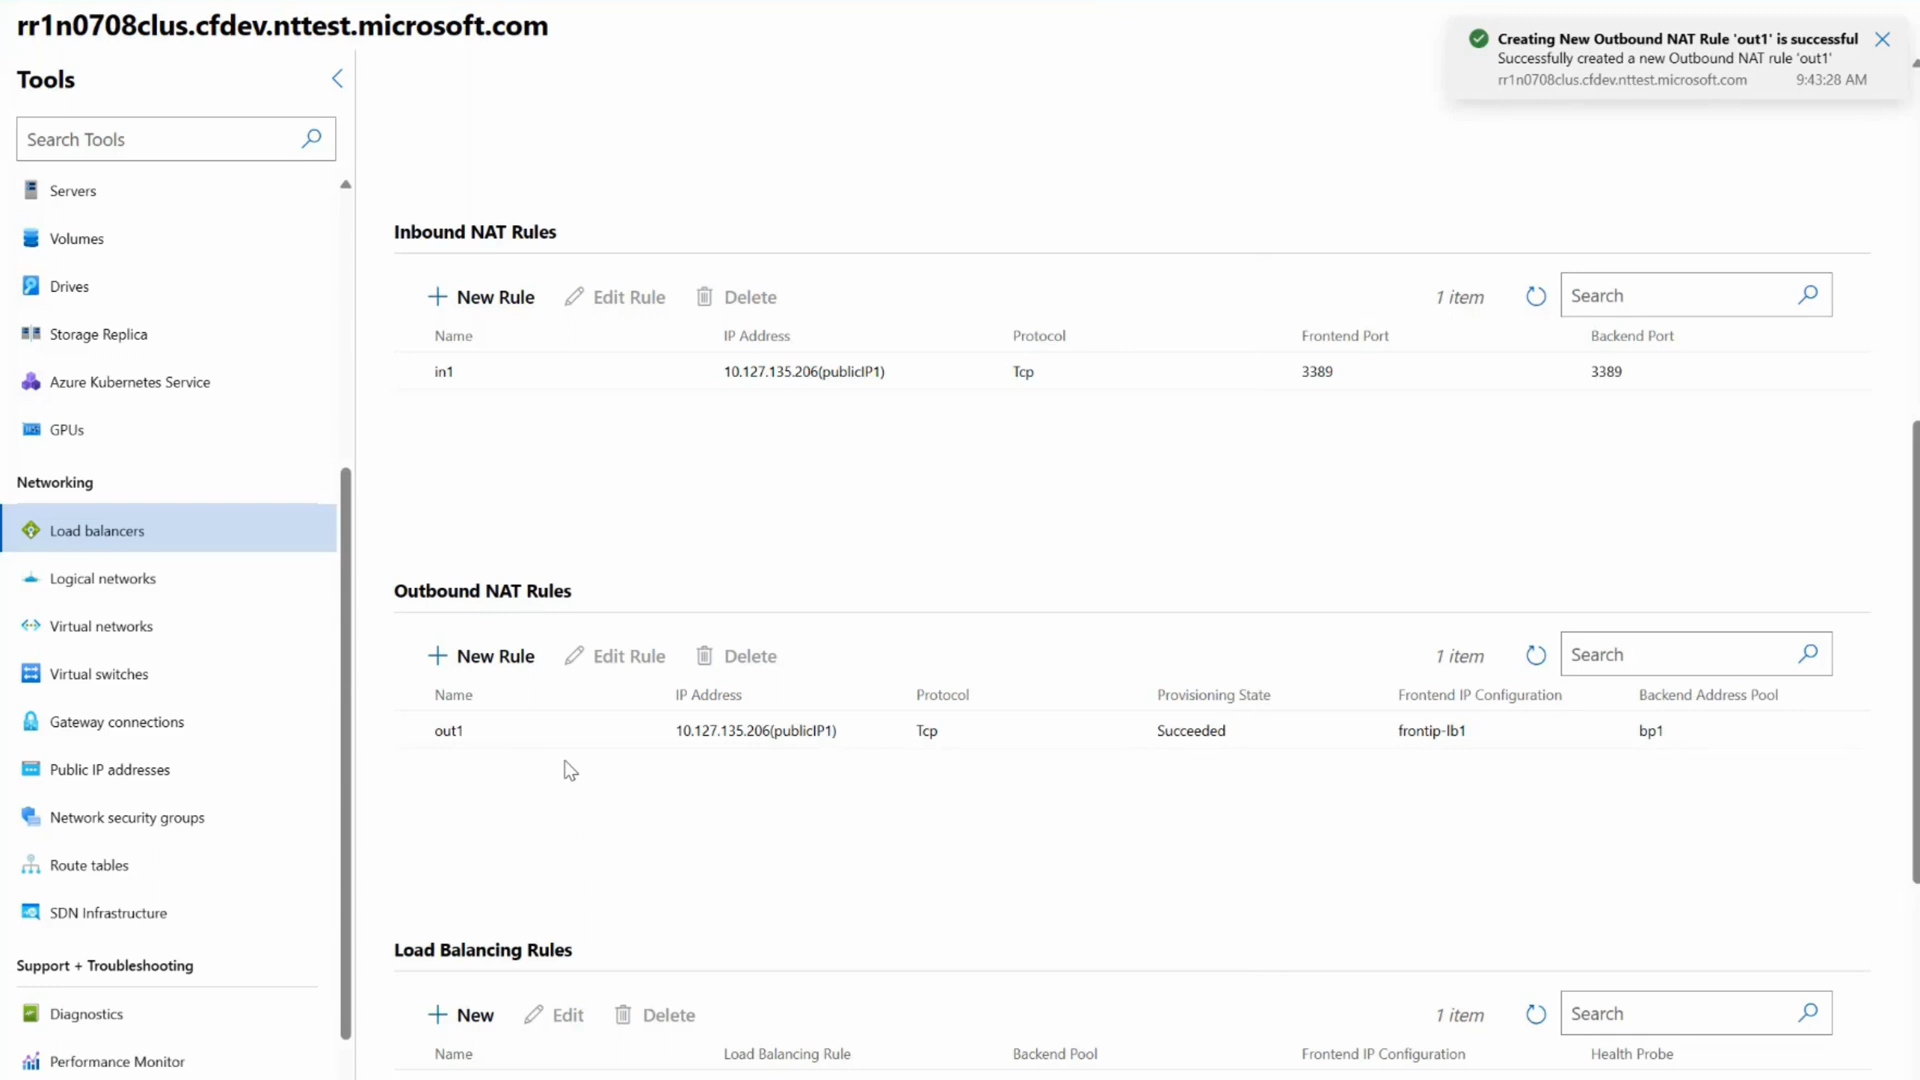 rr1n0708clus.cfdev.nttest.microsoft.com
Creating New Outbound NAT Rule 'out1' is successful
Successfully created a new Outbound NAT rule 'out1'
rr1n0708clus.cfdev.nttest.microsoft.com 9:43:28 AM
Tools
Search Tools
Servers
Volumes
Drives
Storage Replica
Azure Kubernetes Service
GPUs
Networking
Load balancers
Logical networks
Virtual networks
Virtual switches
Gateway connections
Public IP addresses
Network security groups
Route tables
SDN Infrastructure
Support + Troubleshooting
Diagnostics
Performance Monitor
Inbound NAT Rules
New Rule Edit Rule Delete 1 item Search
Name IP Address Protocol Frontend Port Backend Port
in1 10.127.135.206(publicIP1) Tcp 3389 3389
Outbound NAT Rules
New Rule Edit Rule Delete 1 item Search
Name IP Address Protocol Provisioning State Frontend IP Configuration Backend Address Pool
out1 10.127.135.206(publicIP1) Tcp Succeeded frontip-lb1 bp1
Load Balancing Rules
New Edit Delete 1 item Search
Name Load Balancing Rule Backend Pool Frontend IP Configuration Health Probe